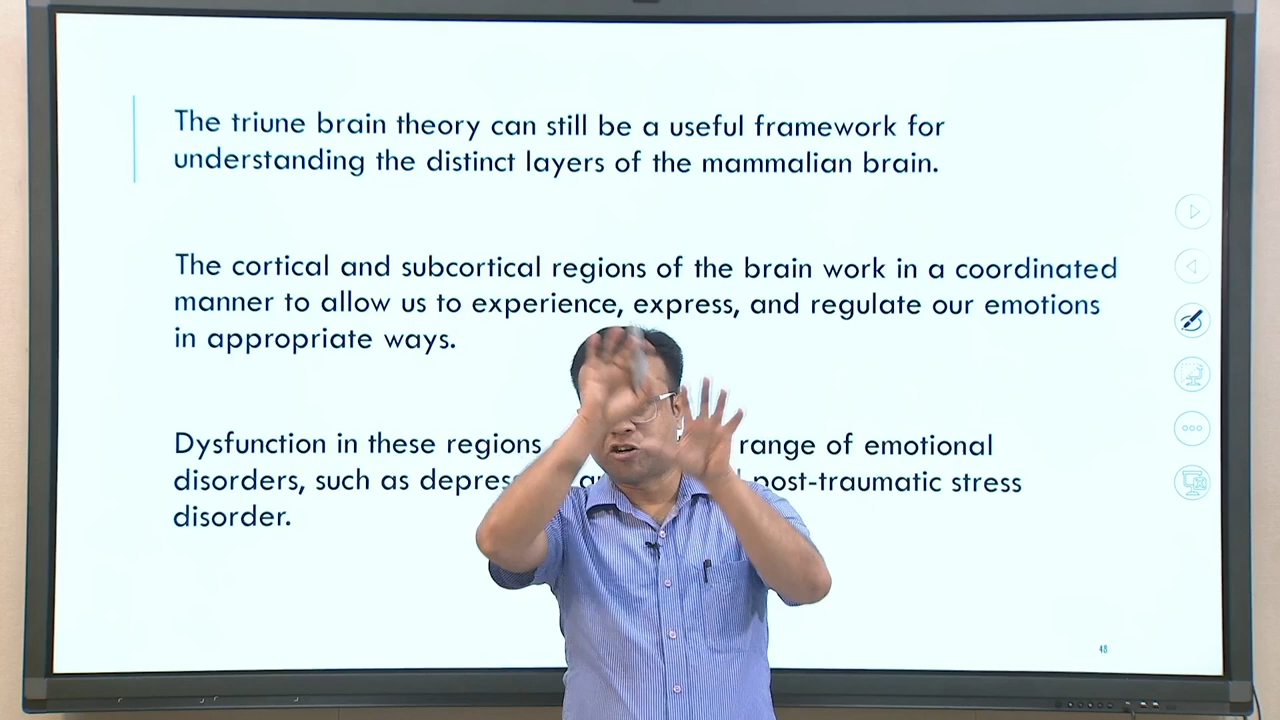 The triune brain theory can still be a useful framework for
understanding the distinct layers of the mammalian brain.
The cortical and subcortical regions of the brain work in a coordinated
manner to allow us to experience, express, and regulate our emotions
in appropriate ways.
Dysfunction in these regions range of emotional
disorders, such as post-traumatic stress
disorder.
48